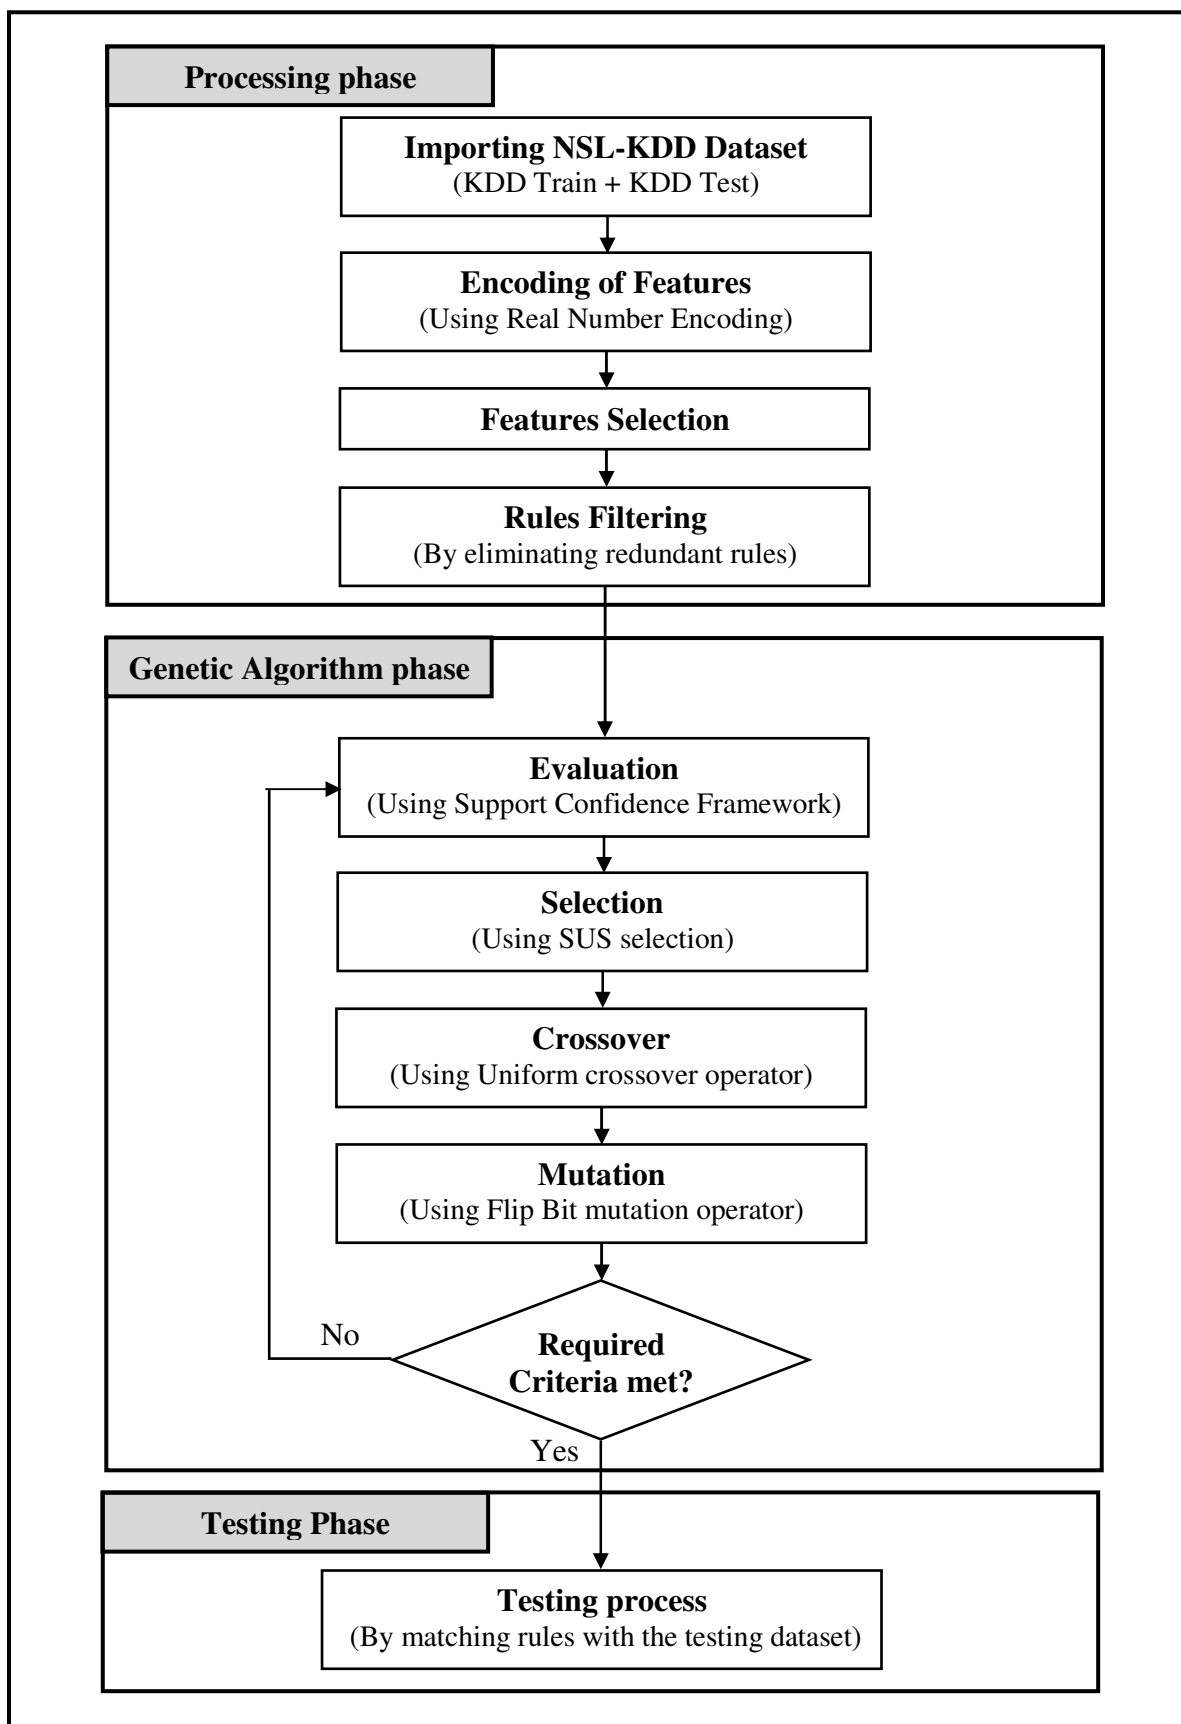 Processing phase
Importing NSL-KDD Dataset
(KDD Train + KDD Test)
Encoding of Features
(Using Real Number Encoding)
Features Selection
Rules Filtering
(By eliminating redundant rules)
Genetic Algorithm phase
Evaluation
(Using Support Confidence Framework)
Selection
(Using SUS selection)
Crossover
(Using Uniform crossover operator)
Mutation
(Using Flip Bit mutation operator)
No
Required
Criteria met?
Yes
Testing Phase
Testing process
(By matching rules with the testing dataset)